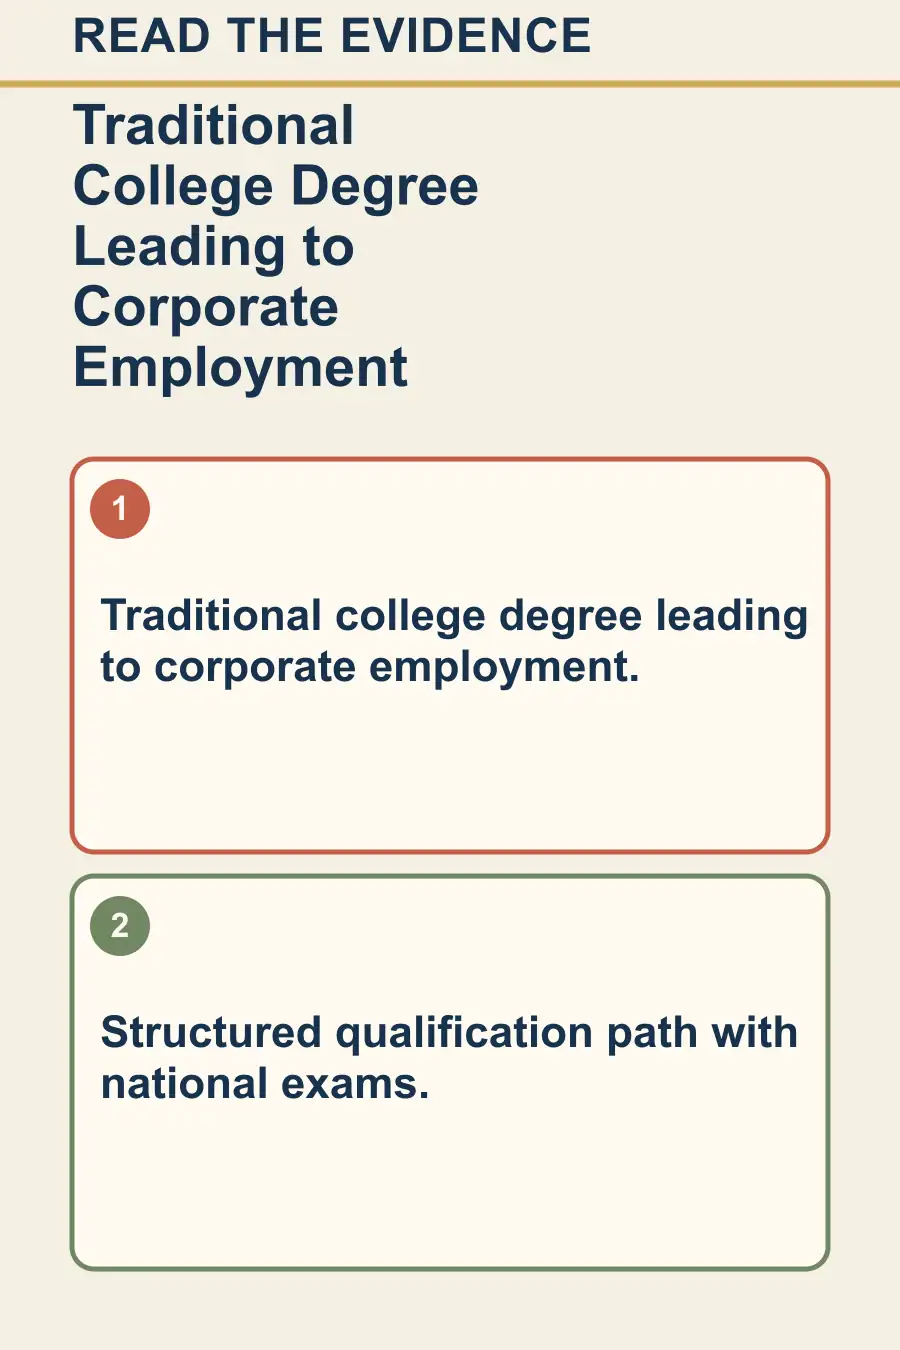 READ THE EVIDENCE
Traditional
College Degree
Leading to
Corporate
Employment
1
Traditional college degree leading
to corporate employment.
2
Structured qualification path with
national exams.